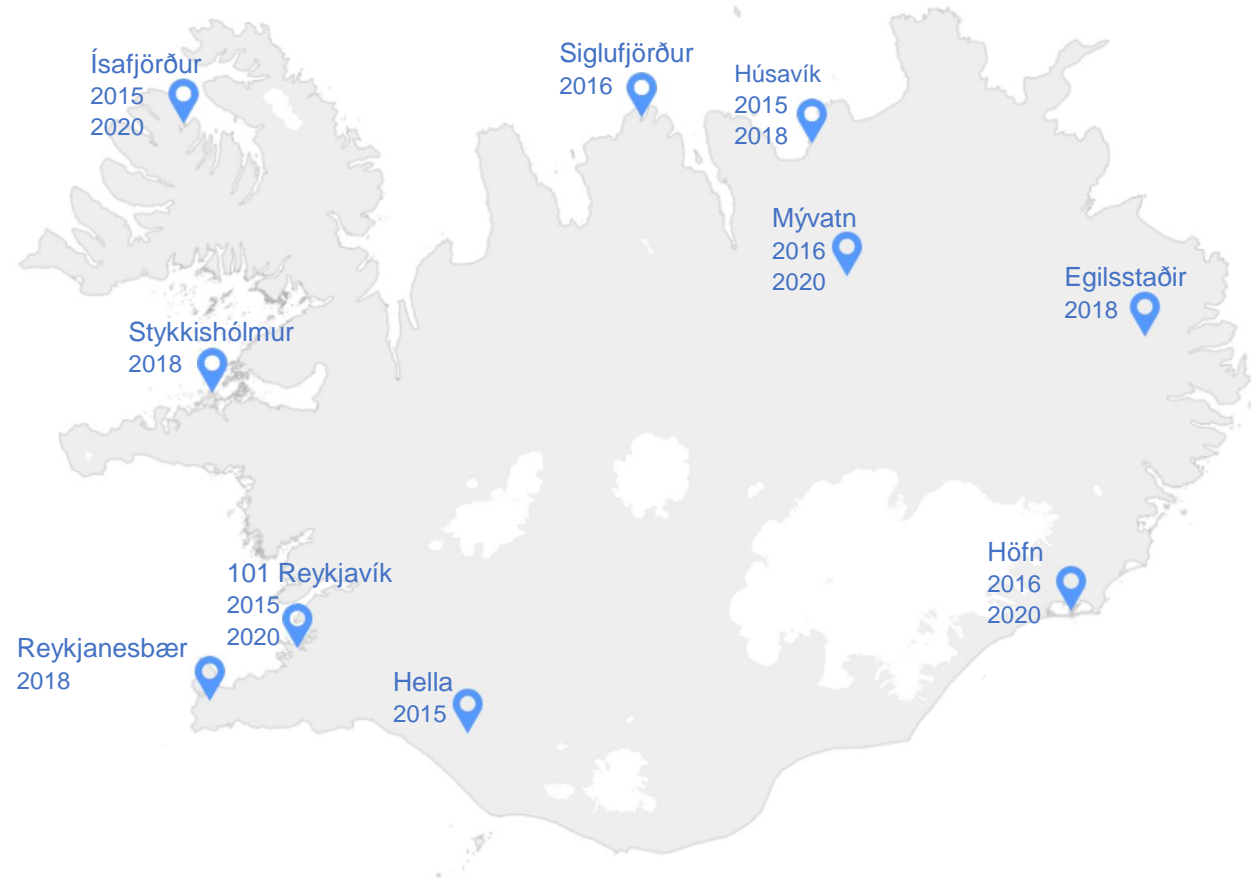 Ísafjörður
2015
2020
Siglufjörður
2016
Húsavík
2015
2018
Mývatn
2016
2020
Egilsstaðir
2018
Stykkishólmur
2018
101 Reykjavík
2015
2020
Höfn
2016
2020
Reykjanesbær
2018
Hella
2015